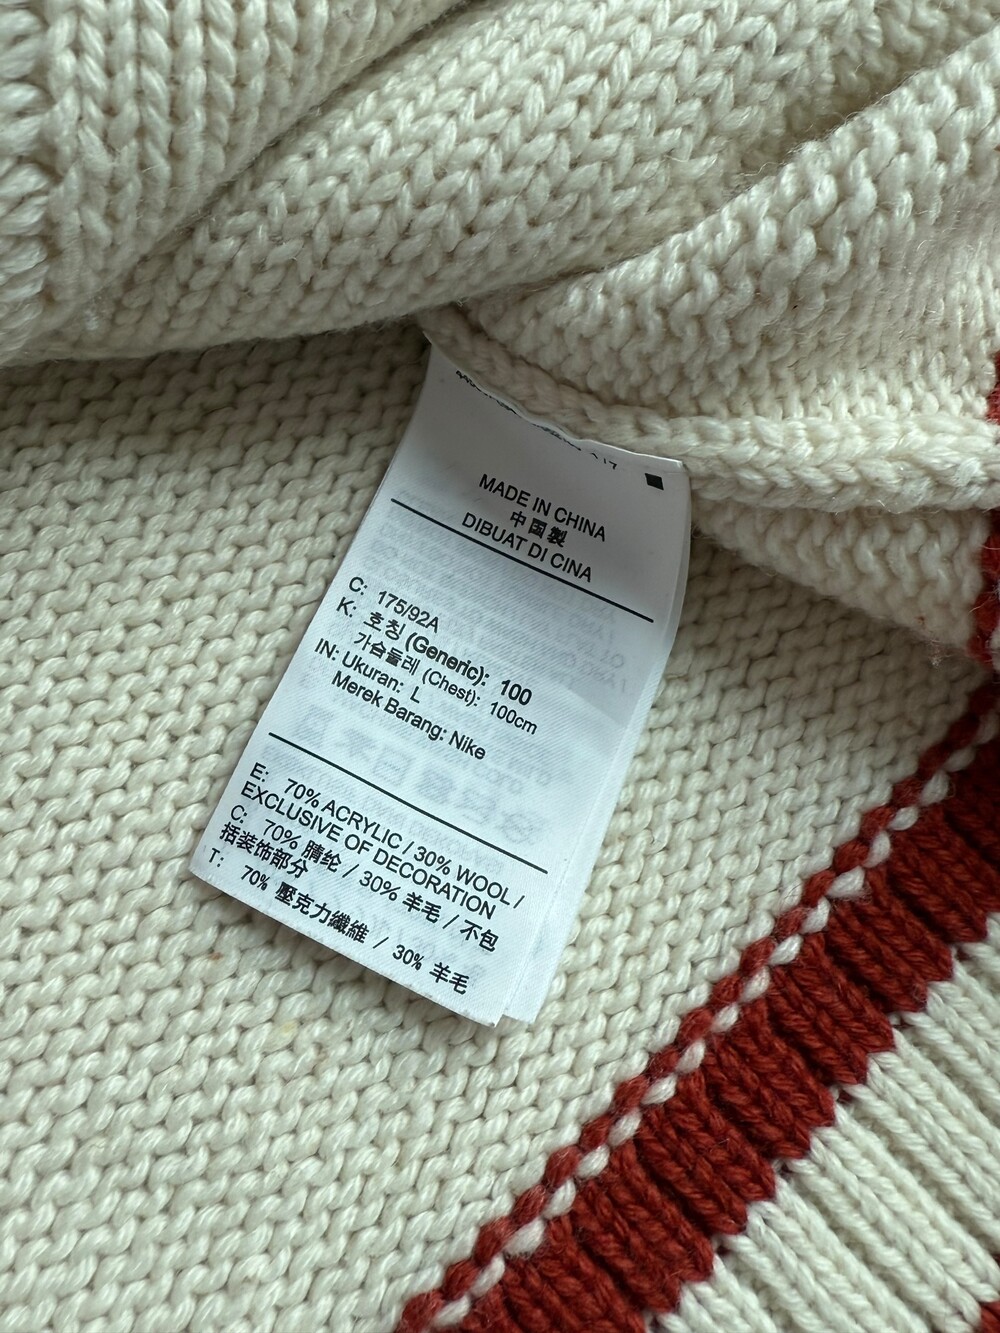 MADE IN CHINA
中国製
DIBUAT DI CINA
C: 175/92A
K: 호칭 (Generic): 100
가슴둘레 (Chest): 100cm
IN: Ukuran: L
Merek Barang: Nike
E: 70% ACRYLIC / 30% WOOL /
EXCLUSIVE OF DECORATION
C: 70% 腈纶 / 30% 羊毛 / 不包
括装饰部分
T: 70% 壓克力纖維 / 30% 羊毛